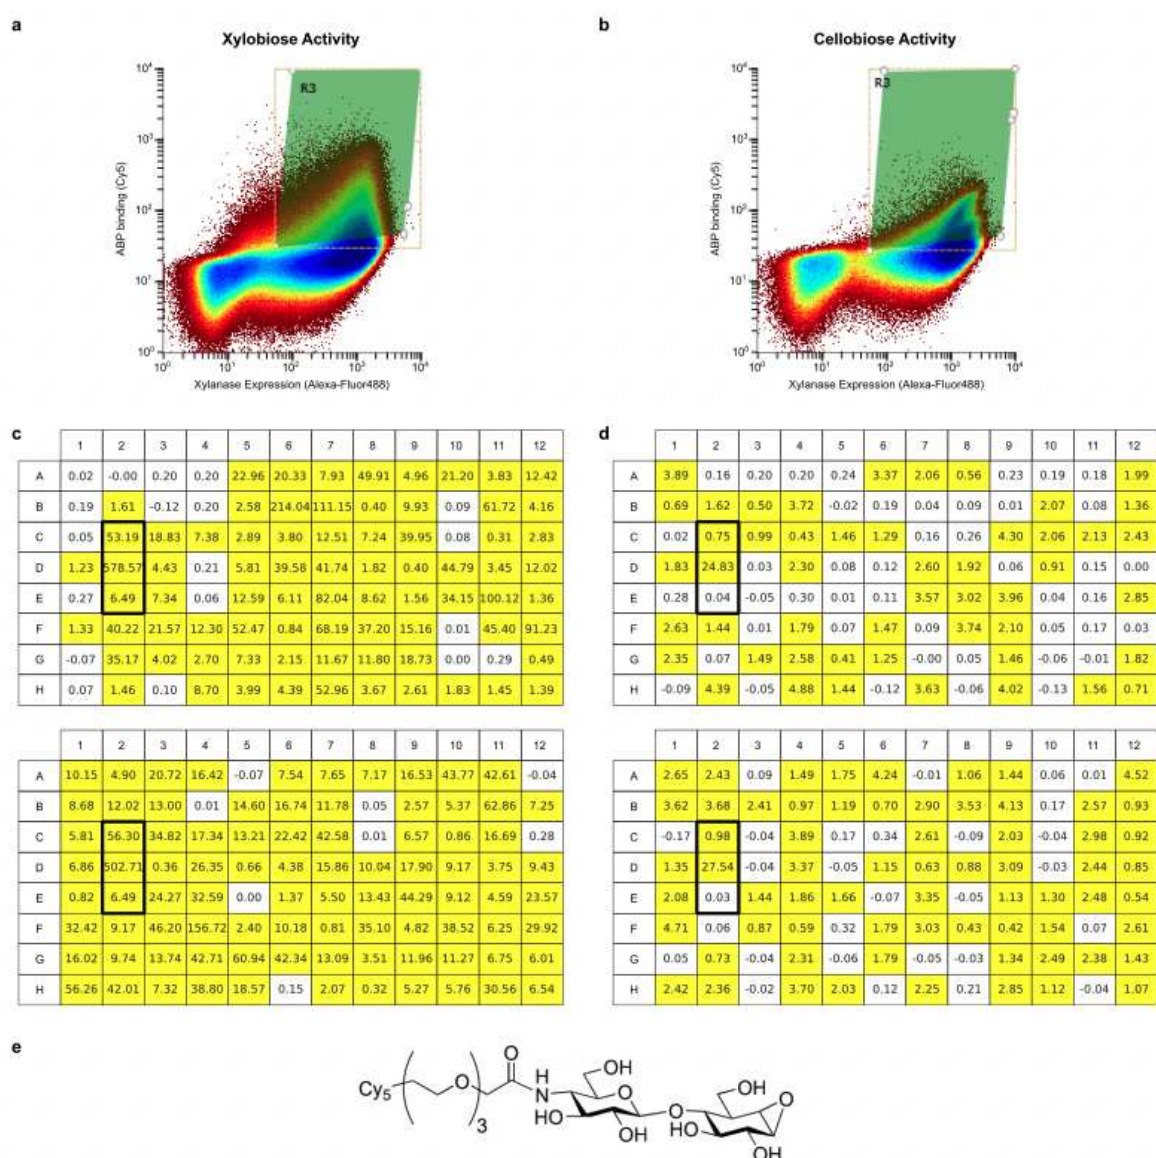 a
b
Xylobiose Activity
Cellobiose Activity
10⁴
10³
10²
10¹
10⁰
ABP binding (Cy5)
R3
10⁰ 10¹ 10² 10³ 10⁴
Xylanase Expression (Alexa-Fluor488)
10⁴
10³
10²
10¹
10⁰
ABP binding (Cy5)
R3
10⁰ 10¹ 10² 10³ 10⁴
Xylanase Expression (Alexa-Fluor488)
c
1 2 3 4 5 6 7 8 9 10 11 12
A 0.02 -0.00 0.20 0.20 22.96 20.33 7.93 49.91 4.96 21.20 3.83 12.42
B 0.19 1.61 -0.12 0.20 2.58 214.04 111.15 0.40 9.93 0.09 61.72 4.16
C 0.05 53.19 18.83 7.38 2.89 3.80 12.51 7.24 39.95 0.08 0.31 2.83
D 1.23 578.57 4.43 0.21 5.81 39.58 41.74 1.82 0.40 44.79 3.45 12.02
E 0.27 6.49 7.34 0.06 12.59 6.11 82.04 8.62 1.56 34.15 100.12 1.36
F 1.33 40.22 21.57 12.30 52.47 0.84 68.19 37.20 15.16 0.01 45.40 91.23
G -0.07 35.17 4.02 2.70 7.33 2.15 11.67 11.80 18.73 0.00 0.29 0.49
H 0.07 1.46 0.10 8.70 3.99 4.39 52.96 3.67 2.61 1.83 1.45 1.39
1 2 3 4 5 6 7 8 9 10 11 12
A 10.15 4.90 20.72 16.42 -0.07 7.54 7.65 7.17 16.53 43.77 42.61 -0.04
B 8.68 12.02 13.00 0.01 14.60 16.74 11.78 0.05 2.57 5.37 62.86 7.25
C 5.81 56.30 34.82 17.34 13.21 22.42 42.58 0.01 6.57 0.86 16.69 0.28
D 6.86 502.71 0.36 26.35 0.66 4.38 15.86 10.04 17.90 9.17 3.75 9.43
E 0.82 6.49 24.27 32.59 0.00 1.37 5.50 13.43 44.29 9.12 4.59 23.57
F 32.42 9.17 46.20 156.72 2.40 10.18 0.81 35.10 4.82 38.52 6.25 29.92
G 16.02 9.74 13.74 42.71 60.94 42.34 13.09 3.51 11.96 11.27 6.75 6.01
H 56.26 42.01 7.32 38.80 18.57 0.15 2.07 0.32 5.27 5.76 30.56 6.54
d
1 2 3 4 5 6 7 8 9 10 11 12
A 3.89 0.16 0.20 0.20 0.24 3.37 2.06 0.56 0.23 0.19 0.18 1.99
B 0.69 1.62 0.50 3.72 -0.02 0.19 0.04 0.09 0.01 2.07 0.08 1.36
C 0.02 0.75 0.99 0.43 1.46 1.29 0.16 0.26 4.30 2.06 2.13 2.43
D 1.83 24.83 0.03 2.30 0.08 0.12 2.60 1.92 0.06 0.91 0.15 0.00
E 0.28 0.04 -0.05 0.30 0.01 0.11 3.57 3.02 3.96 0.04 0.16 2.85
F 2.63 1.44 0.01 1.79 0.07 1.47 0.09 3.74 2.10 0.05 0.17 0.03
G 2.35 0.07 1.49 2.58 0.41 1.25 -0.00 0.05 1.46 -0.06 -0.01 1.82
H -0.09 4.39 -0.05 4.88 1.44 -0.12 3.63 -0.06 4.02 -0.13 1.56 0.71
1 2 3 4 5 6 7 8 9 10 11 12
A 2.65 2.43 0.09 1.49 1.75 4.24 -0.01 1.06 1.44 0.06 0.01 4.52
B 3.62 3.68 2.41 0.97 1.19 0.70 2.90 3.53 4.13 0.17 2.57 0.93
C -0.17 0.98 -0.04 3.89 0.17 0.34 2.61 -0.09 2.03 -0.04 2.98 0.92
D 1.35 27.54 -0.04 3.37 -0.05 1.15 0.63 0.88 3.09 -0.03 2.44 0.85
E 2.08 0.03 1.44 1.86 1.66 -0.07 3.35 -0.05 1.13 1.30 2.48 0.54
F 4.71 0.06 0.87 0.59 0.32 1.79 3.03 0.43 0.42 1.54 0.07 2.61
G 0.05 0.73 -0.04 2.31 -0.06 1.79 -0.05 -0.03 1.34 2.49 2.38 1.43
H 2.42 2.36 -0.02 3.70 2.03 0.12 2.25 0.21 2.85 1.12 -0.04 1.07
e
Cy5
O
3
O
H
N
OH
O
HO
OH
O
OH
HO
OH
O